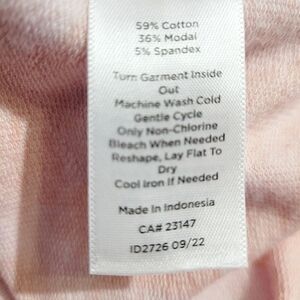 59% Cotton
36% Modal
5% Spandex
Turn Garment Inside
Out
Machine Wash Cold
Gentle Cycle
Only Non-Chlorine
Bleach When Needed
Reshape, Lay Flat To
Dry
Cool Iron If Needed
Made In Indonesia
CA# 23147
ID2726 09/22